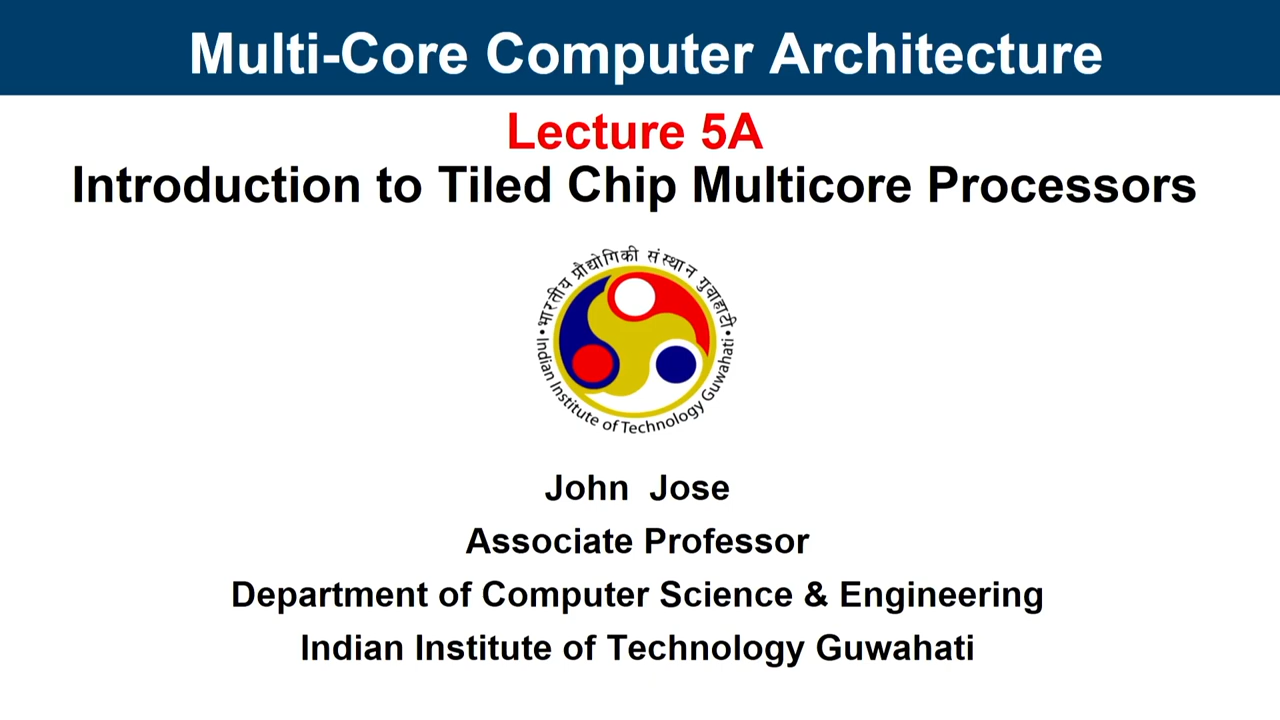 Multi-Core Computer Architecture
Lecture 5A
Introduction to Tiled Chip Multicore Processors
भारतीय प्रौद्योगिकी संस्थान गुवाहाटी
Indian Institute of Technology Guwahati
John Jose
Associate Professor
Department of Computer Science & Engineering
Indian Institute of Technology Guwahati